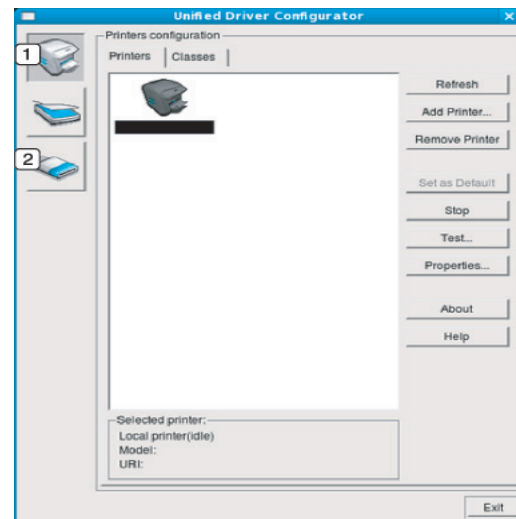 Unified Driver Configurator
Printers configuration
1
Printers
Classes
Refresh
Add Printer...
Remove Printer
2
Set as Default
Stop
Test...
Properties...
About
Help
Selected printer:
Local printer(idle)
Model:
URI:
Exit